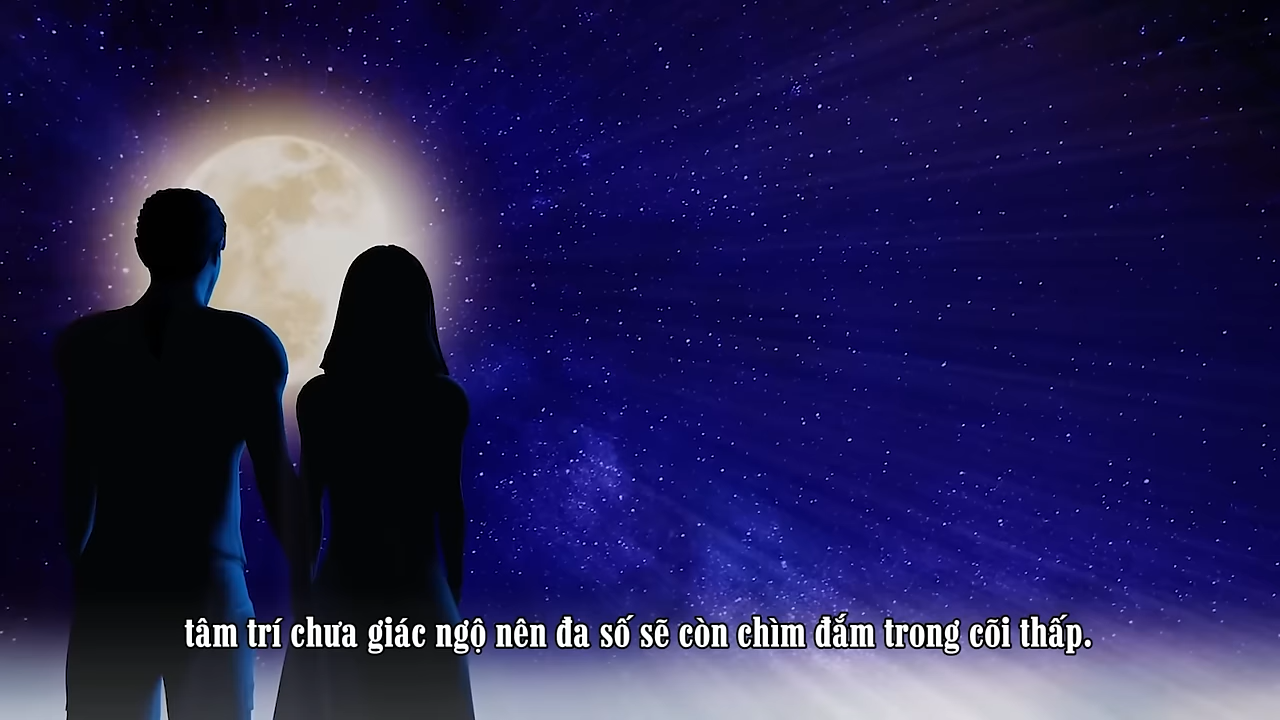 tâm trí chưa giác ngộ nên đa số sẽ còn chìm đắm trong cõi thấp.